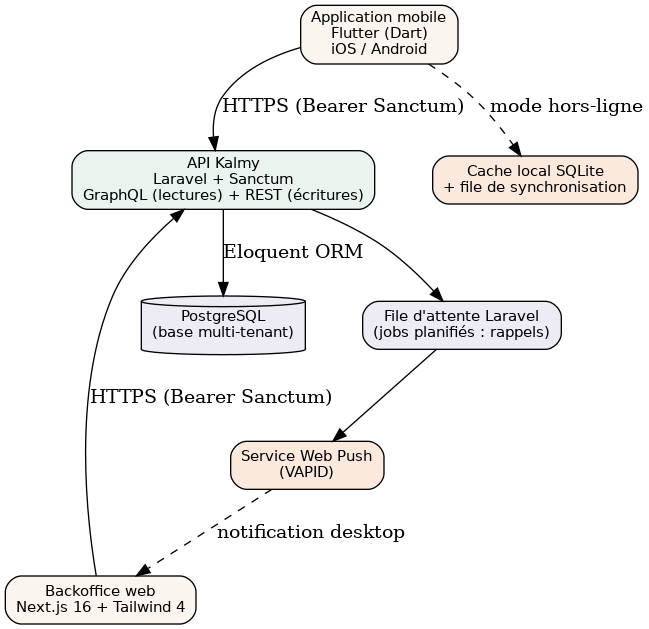 Application mobile
Flutter (Dart)
iOS / Android
HTTPS (Bearer Sanctum)
mode hors-ligne
API Kalmy
Laravel + Sanctum
GraphQL (lectures) + REST (écritures)
Cache local SQLite
+ file de synchronisation
Eloquent ORM
PostgreSQL
(base multi-tenant)
File d'attente Laravel
(jobs planifiés : rappels)
HTTPS (Bearer Sanctum)
Service Web Push
(VAPID)
notification desktop
Backoffice web
Next.js 16 + Tailwind 4